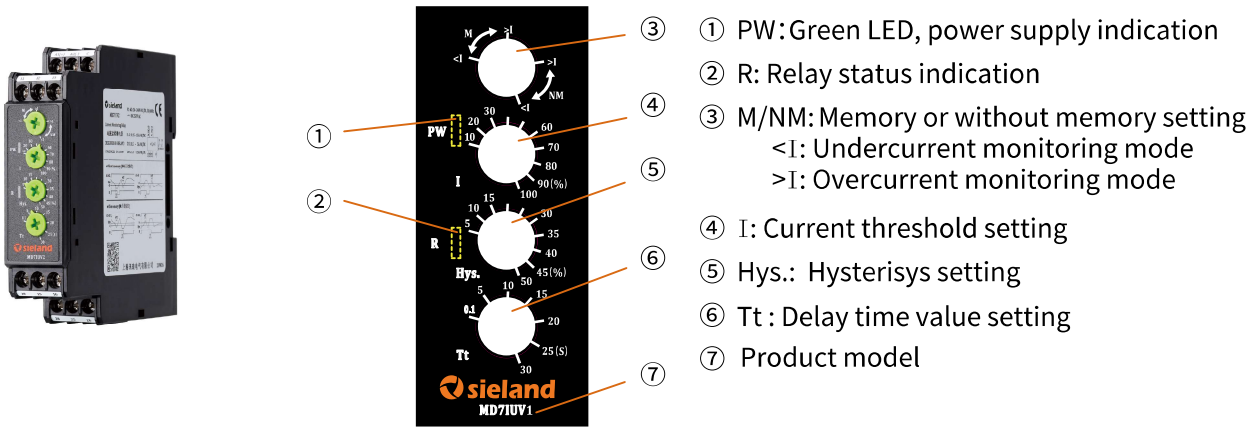 ① PW:Green LED, power supply indication
② R: Relay status indication
③ M/NM: Memory or without memory setting
<I: Undercurrent monitoring mode
>I: Overcurrent monitoring mode
④ I: Current threshold setting
⑤ Hys.: Hysterisys setting
⑥ Tt : Delay time value setting
⑦ Product model
①
②
③
④
⑤
⑥
⑦
M >I
<I >I
NM
<I
PW
10 20 30 60 70 80 90(%) 100
I
R
5 10 15 30 35 40 45(%) 50
Hys.
0.1 5 10 15 20 25(S) 30
Tt
sieland
MD7IUV1
sieland
MD7IUV2
sieland
CE